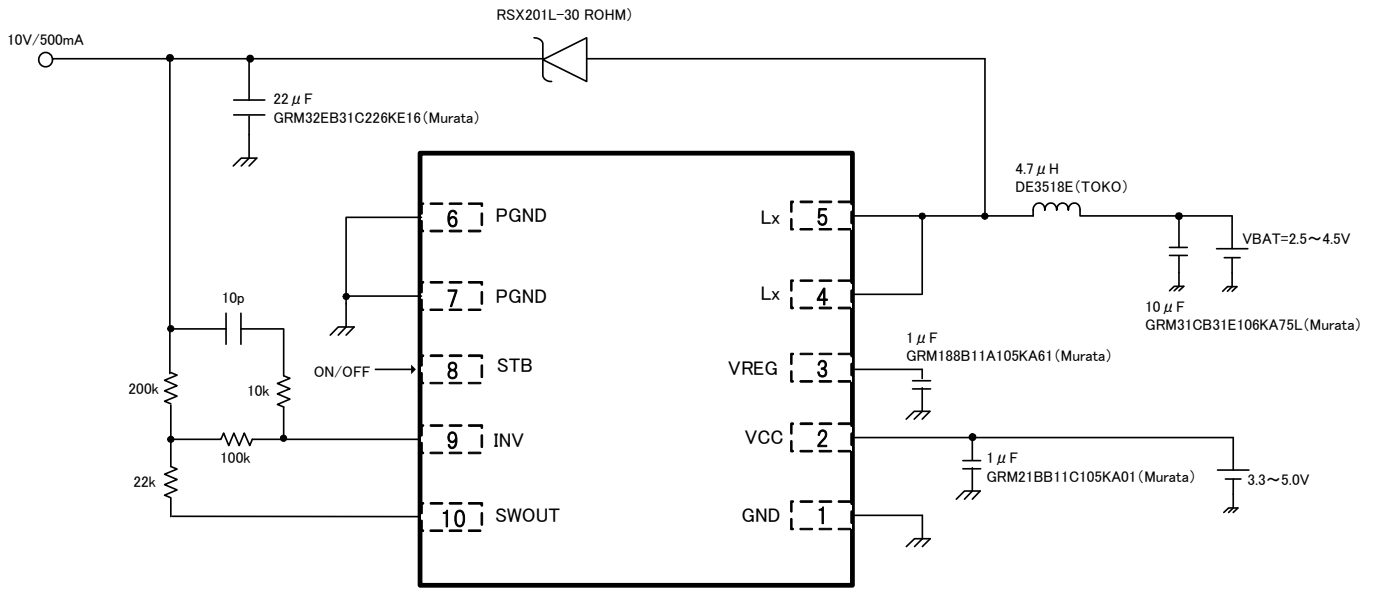 RSX201L-30 ROHM)
10V/500mA
22μF
GRM32EB31C226KE16(Murata)
4.7μH
DE3518E(TOKO)
6 PGND
Lx 5
VBAT=2.5~4.5V
7 PGND
Lx 4
10p
10μF
GRM31CB31E106KA75L(Murata)
1μF
GRM188B11A105KA61(Murata)
ON/OFF
8 STB
VREG 3
200k
10k
9 INV
VCC 2
100k
1μF
GRM21BB11C105KA01(Murata)
3.3~5.0V
22k
10 SWOUT
GND 1